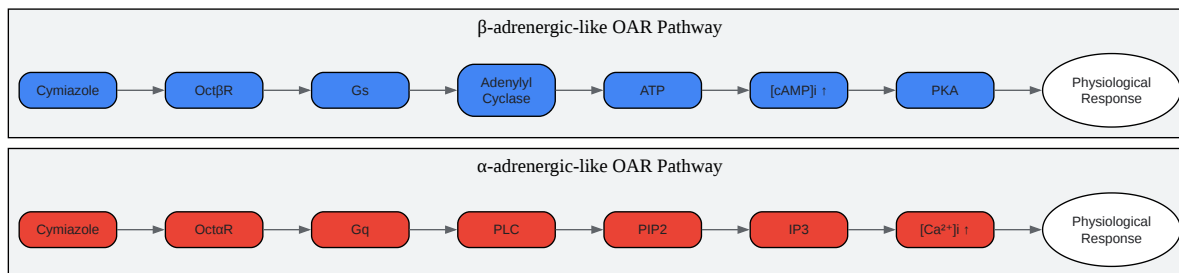 β-adrenergic-like OAR Pathway
Cymiazole
OctβR
Gs
Adenylyl
Cyclase
ATP
[cAMP]i ↑
PKA
Physiological
Response
α-adrenergic-like OAR Pathway
Cymiazole
OctαR
Gq
PLC
PIP2
IP3
[Ca²⁺]i ↑
Physiological
Response